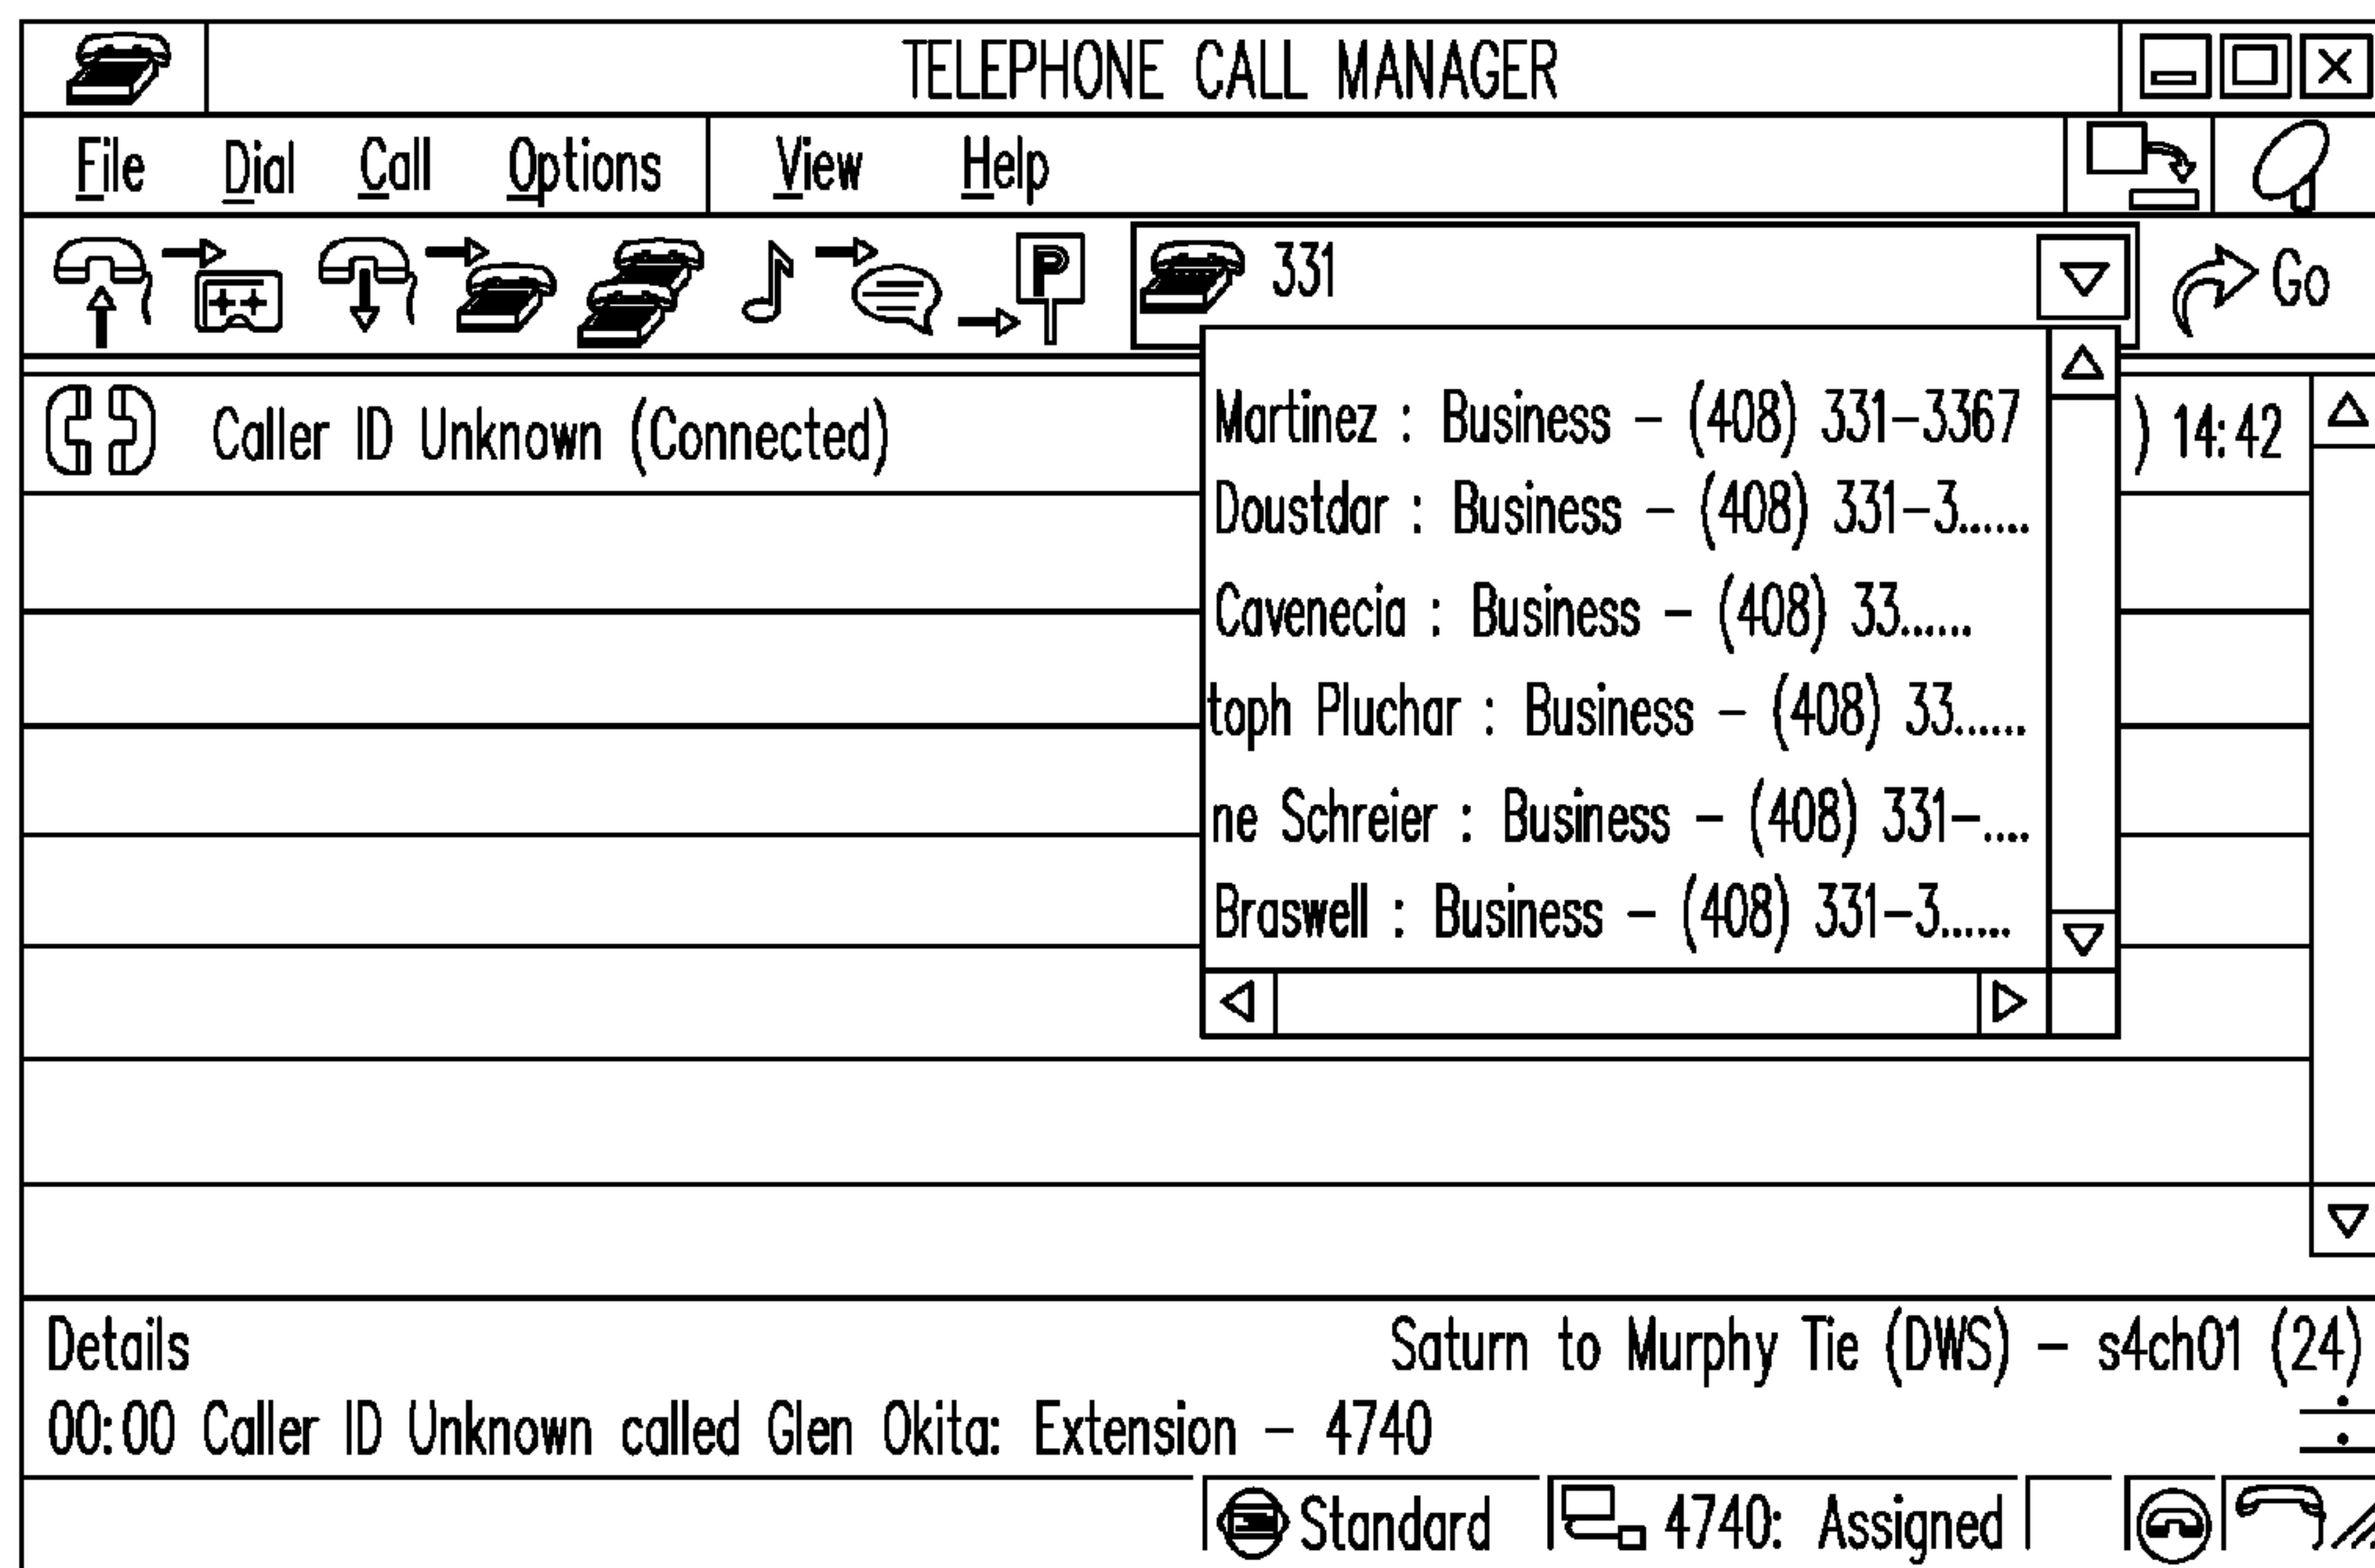 TELEPHONE CALL MANAGER
File Dial Call Options View Help
P 331 Go
Caller ID Unknown (Connected) ) 14:42
Martinez : Business – (408) 331–3367
Doustdar : Business – (408) 331–3......
Cavenecia : Business – (408) 33......
toph Pluchar : Business – (408) 33......
ne Schreier : Business – (408) 331–....
Braswell : Business – (408) 331–3......
Details Saturn to Murphy Tie (DWS) – s4ch01 (24)
00:00 Caller ID Unknown called Glen Okita: Extension – 4740
Standard 4740: Assigned